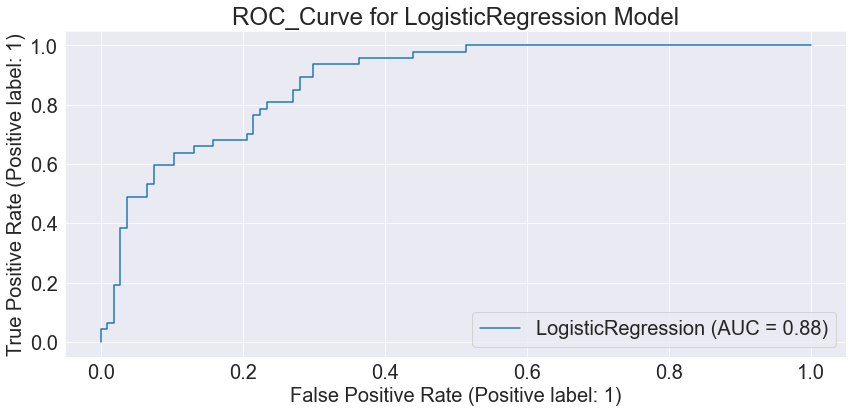 ROC_Curve for LogisticRegression Model
True Positive Rate (Positive label: 1)
1.0
0.8
0.6
0.4
0.2
0.0
LogisticRegression (AUC = 0.88)
0.0 0.2 0.4 0.6 0.8 1.0
False Positive Rate (Positive label: 1)